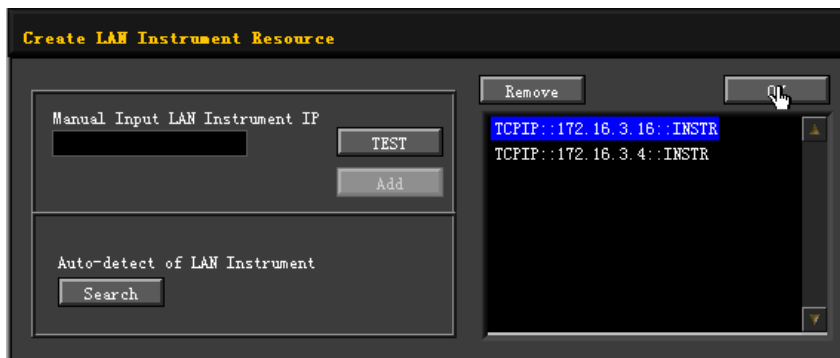 Create LAN Instrument Resource
Remove
Manual Input LAN Instrument IP
TEST
Add
TCPIP::172.16.3.16::INSTR
TCPIP::172.16.3.4::INSTR
Auto-detect of LAN Instrument
Search